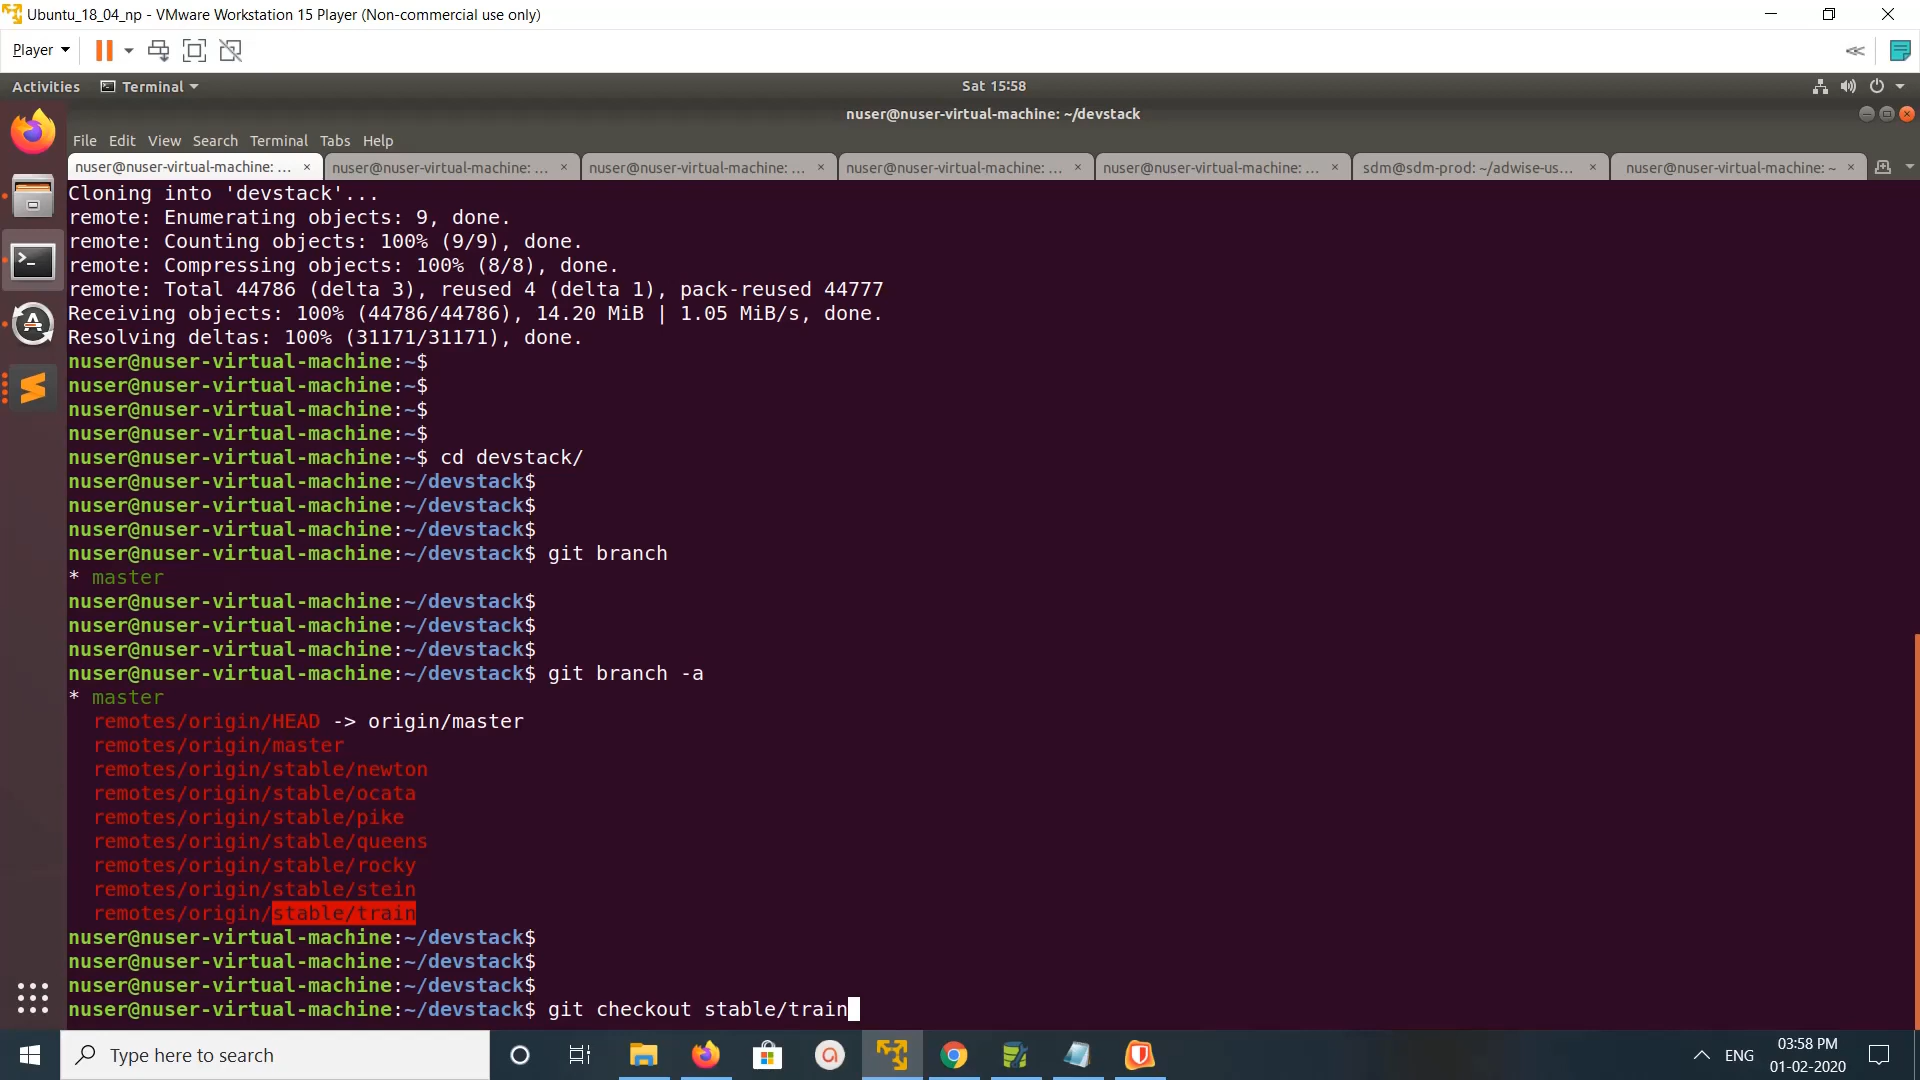 Ubuntu_18_04_np - VMware Workstation 15 Player (Non-commercial use only)
Player
Activities Terminal Sat 15:58
nuser@nuser-virtual-machine: ~/devstack
File Edit View Search Terminal Tabs Help
nuser@nuser-virtual-machine: ... nuser@nuser-virtual-machine: ... nuser@nuser-virtual-machine: ... nuser@nuser-virtual-machine: ... nuser@nuser-virtual-machine: ... sdm@sdm-prod: ~/adwise-us... nuser@nuser-virtual-machine: ~
Cloning into 'devstack'...
remote: Enumerating objects: 9, done.
remote: Counting objects: 100% (9/9), done.
remote: Compressing objects: 100% (8/8), done.
remote: Total 44786 (delta 3), reused 4 (delta 1), pack-reused 44777
Receiving objects: 100% (44786/44786), 14.20 MiB | 1.05 MiB/s, done.
Resolving deltas: 100% (31171/31171), done.
nuser@nuser-virtual-machine:~$
nuser@nuser-virtual-machine:~$
nuser@nuser-virtual-machine:~$
nuser@nuser-virtual-machine:~$
nuser@nuser-virtual-machine:~$ cd devstack/
nuser@nuser-virtual-machine:~/devstack$
nuser@nuser-virtual-machine:~/devstack$
nuser@nuser-virtual-machine:~/devstack$
nuser@nuser-virtual-machine:~/devstack$ git branch
* master
nuser@nuser-virtual-machine:~/devstack$
nuser@nuser-virtual-machine:~/devstack$
nuser@nuser-virtual-machine:~/devstack$
nuser@nuser-virtual-machine:~/devstack$ git branch -a
* master
remotes/origin/HEAD -> origin/master
remotes/origin/master
remotes/origin/stable/newton
remotes/origin/stable/ocata
remotes/origin/stable/pike
remotes/origin/stable/queens
remotes/origin/stable/rocky
remotes/origin/stable/stein
remotes/origin/stable/train
nuser@nuser-virtual-machine:~/devstack$
nuser@nuser-virtual-machine:~/devstack$
nuser@nuser-virtual-machine:~/devstack$
nuser@nuser-virtual-machine:~/devstack$ git checkout stable/train
Type here to search
ENG
03:58 PM
01-02-2020